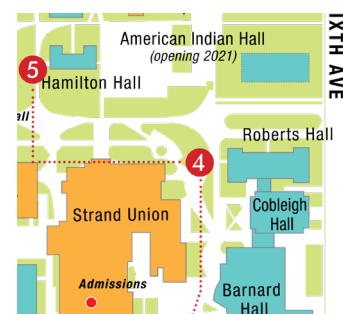 IXTH AVE
American Indian Hall
(opening 2021)
5
Hamilton Hall
all
Roberts Hall
4
Strand Union
Cobleigh
Hall
Admissions
Barnard
Hall